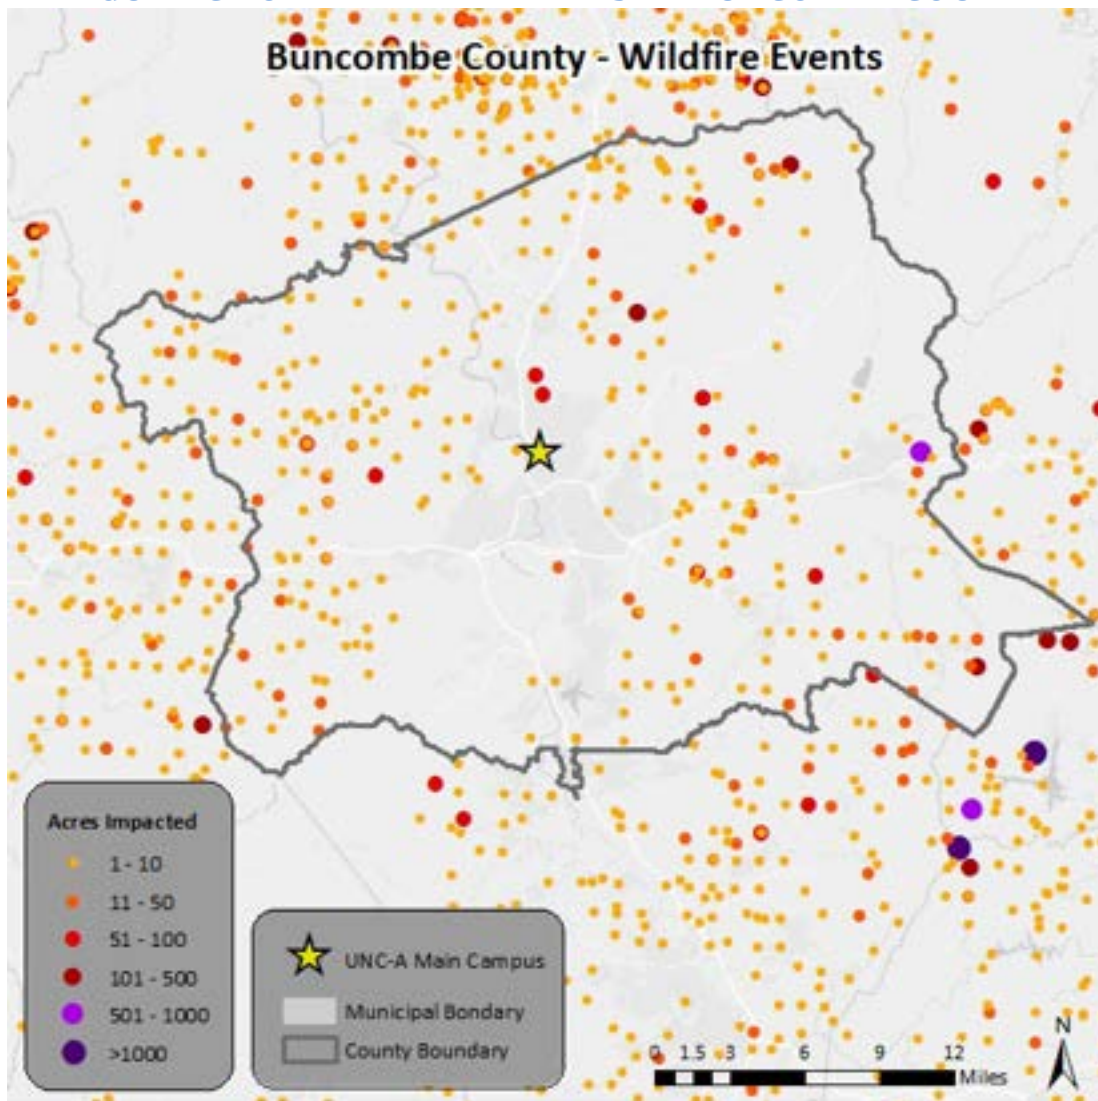 Buncombe County - Wildfire Events
Acres Impacted
1 - 10
11 - 50
51 - 100
101 - 500
501 - 1000
>1000
UNC-A Main Campus
Municipal Bondary
County Boundary
N
0 1.5 3 6 9 12
Miles